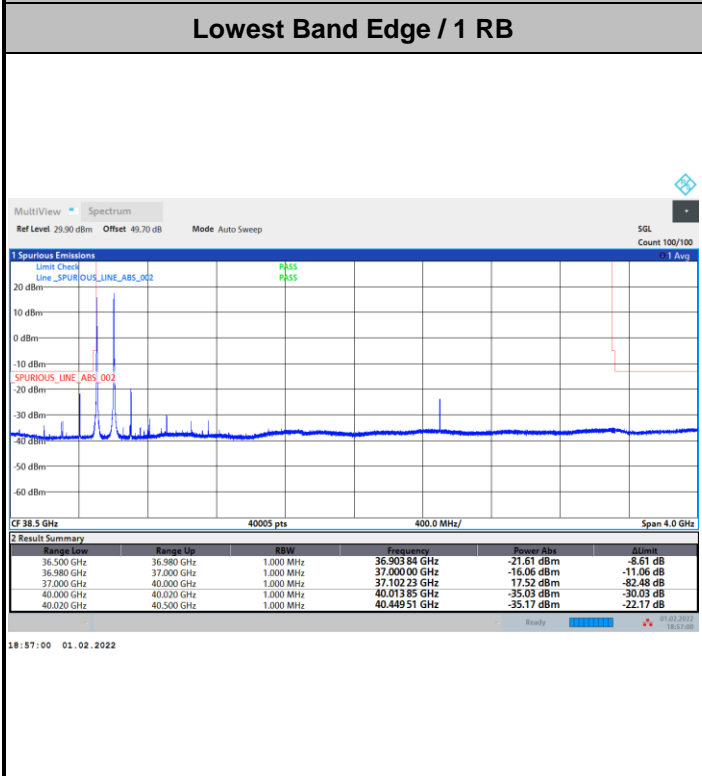 Lowest Band Edge / 1 RB
MultiView Spectrum
Ref Level 29.90 dBm Offset 49.70 dB Mode Auto Sweep SGL
Count 100/100
1 Spurious Emissions 1 Avg
Limit Check PASS
Line _SPURIOUS_LINE_ABS_002 PASS
20 dBm
10 dBm
0 dBm
-10 dBm
SPURIOUS_LINE_ABS_002
-20 dBm
-30 dBm
-40 dBm
-50 dBm
-60 dBm
CF 38.5 GHz 40005 pts 400.0 MHz/ Span 4.0 GHz
2 Result Summary
Range Low Range Up RBW Frequency Power Abs ΔLimit
36.500 GHz 36.980 GHz 1.000 MHz 36.903 84 GHz -21.61 dBm -8.61 dB
36.980 GHz 37.000 GHz 1.000 MHz 37.000 00 GHz -16.06 dBm -11.06 dB
37.000 GHz 40.000 GHz 1.000 MHz 37.102 23 GHz 17.52 dBm -82.48 dB
40.000 GHz 40.020 GHz 1.000 MHz 40.013 85 GHz -35.03 dBm -30.03 dB
40.020 GHz 40.500 GHz 1.000 MHz 40.449 51 GHz -35.17 dBm -22.17 dB
Ready 01.02.2022
18:57:00
18:57:00 01.02.2022